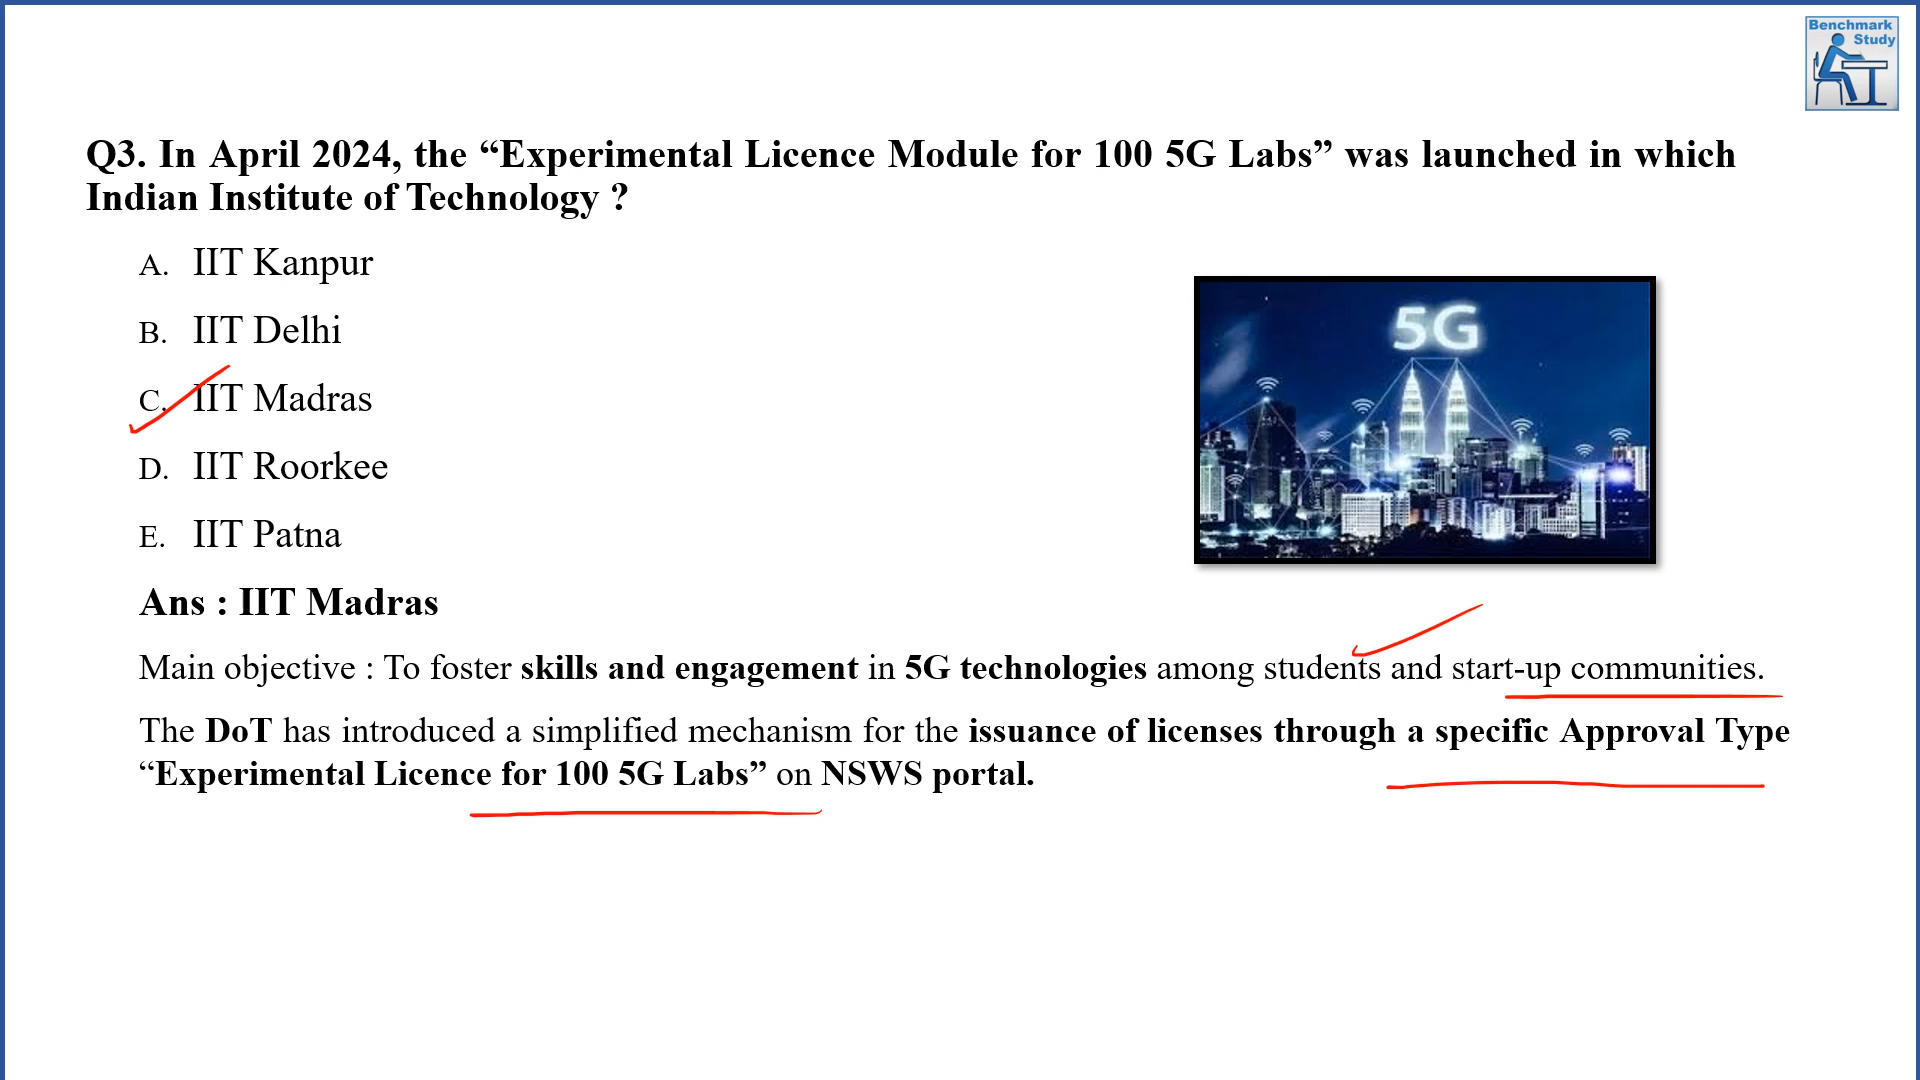 Benchmark
Study
Q3. In April 2024, the “Experimental Licence Module for 100 5G Labs” was launched in which
Indian Institute of Technology ?
A. IIT Kanpur
B. IIT Delhi
C. IIT Madras
D. IIT Roorkee
E. IIT Patna
5G
Ans : IIT Madras
Main objective : To foster skills and engagement in 5G technologies among students and start-up communities.
The DoT has introduced a simplified mechanism for the issuance of licenses through a specific Approval Type
“Experimental Licence for 100 5G Labs” on NSWS portal.